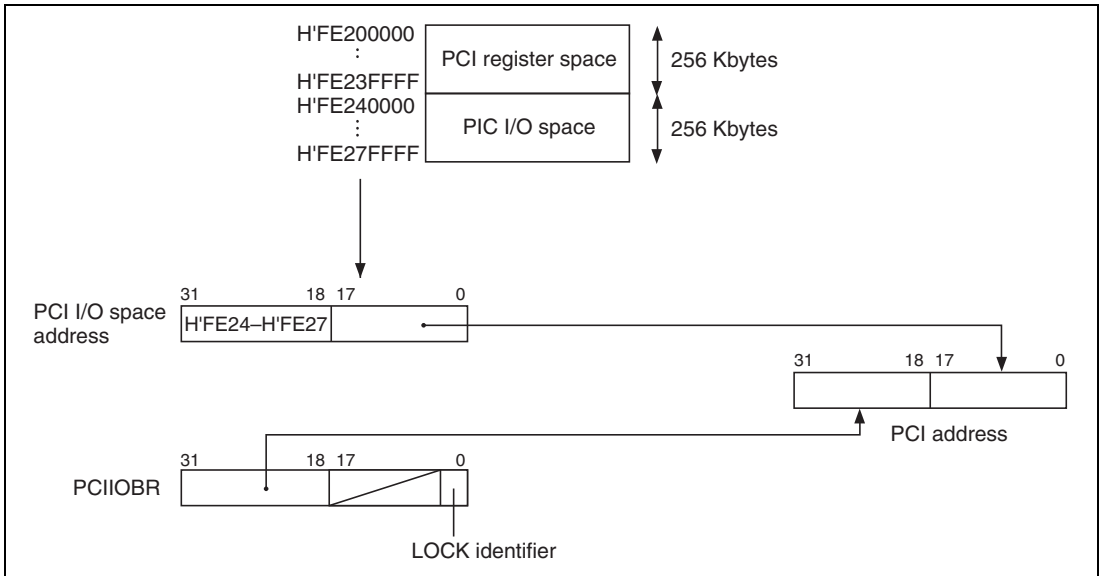 H'FE200000
:
H'FE23FFFF
H'FE240000
:
H'FE27FFFF
PCI register space
PIC I/O space
256 Kbytes
256 Kbytes
PCI I/O space
address
31 18 17 0
H'FE24–H'FE27
31 18 17 0
PCI address
31 18 17 0
PCIIOBR
LOCK identifier